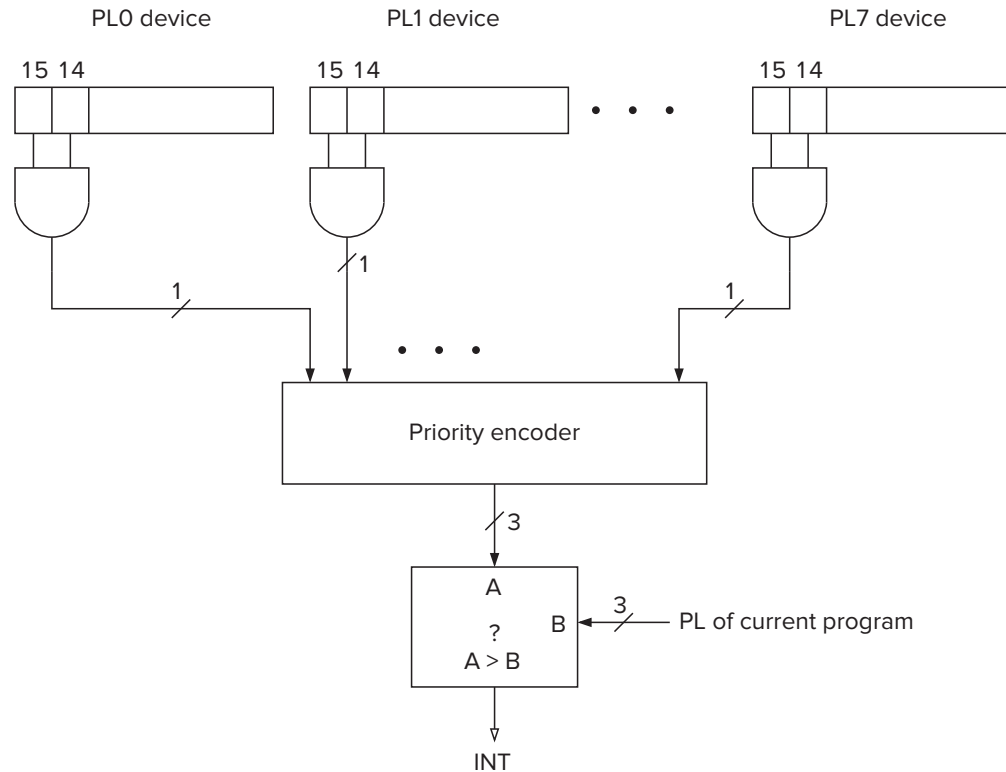 PL0 device PL1 device PL7 device
15 14 15 14 15 14
1
1 1
Priority encoder
3
A
3
B PL of current program
?
A > B
INT